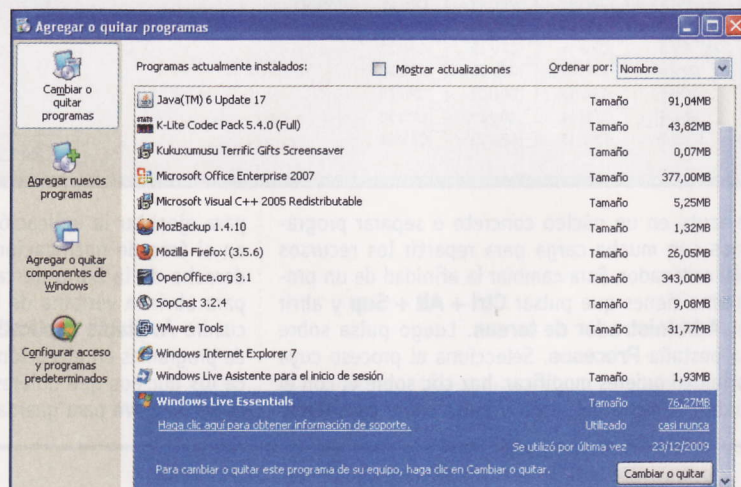 Agregar o quitar programas
Cambiar o
quitar
programas
Agregar nuevos
programas
Agregar o quitar
componentes de
Windows
Configurar acceso
y programas
predeterminados
Programas actualmente instalados: Mostrar actualizaciones Ordenar por: Nombre
Java(TM) 6 Update 17 Tamaño 91,04MB
K-Lite Codec Pack 5.4.0 (Full) Tamaño 43,82MB
Kukuxumusu Terrific Gifts Screensaver Tamaño 0,07MB
Microsoft Office Enterprise 2007 Tamaño 377,00MB
Microsoft Visual C++ 2005 Redistributable Tamaño 5,25MB
MozBackup 1.4.10 Tamaño 1,32MB
Mozilla Firefox (3.5.6) Tamaño 26,05MB
OpenOffice.org 3.1 Tamaño 343,00MB
SopCast 3.2.4 Tamaño 9,08MB
VMware Tools Tamaño 31,77MB
Windows Internet Explorer 7
Windows Live Asistente para el inicio de sesión Tamaño 1,93MB
Windows Live Essentials Tamaño 76,27MB
Haga clic aquí para obtener información de soporte. Utilizado casi nunca
Se utilizó por última vez 23/12/2009
Para cambiar o quitar este programa de su equipo, haga clic en Cambiar o quitar. Cambiar o quitar